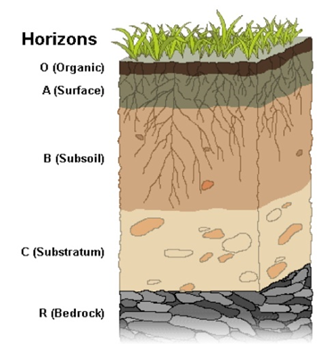 Horizons
O (Organic)
A (Surface)
B (Subsoil)
C (Substratum)
R (Bedrock)